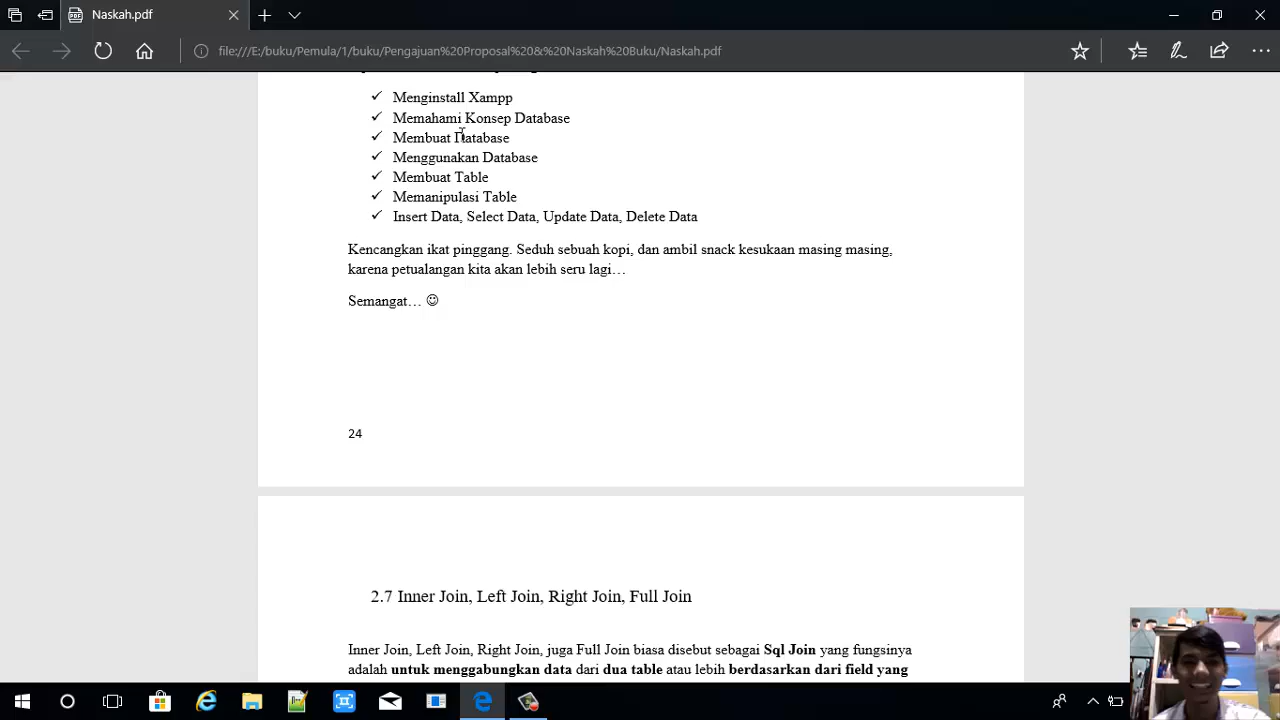 Naskah.pdf
file:///E:/buku/Pemula/1/buku/Pengajuan%20Proposal%20&%20Naskah%20Buku/Naskah.pdf
✓ Menginstall Xampp
✓ Memahami Konsep Database
✓ Membuat Database
✓ Menggunakan Database
✓ Membuat Table
✓ Memanipulasi Table
✓ Insert Data, Select Data, Update Data, Delete Data
Kencangkan ikat pinggang. Seduh sebuah kopi, dan ambil snack kesukaan masing masing,
karena petualangan kita akan lebih seru lagi…
Semangat… ☺
24
2.7 Inner Join, Left Join, Right Join, Full Join
Inner Join, Left Join, Right Join, juga Full Join biasa disebut sebagai Sql Join yang fungsinya
adalah untuk menggabungkan data dari dua table atau lebih berdasarkan dari field yang